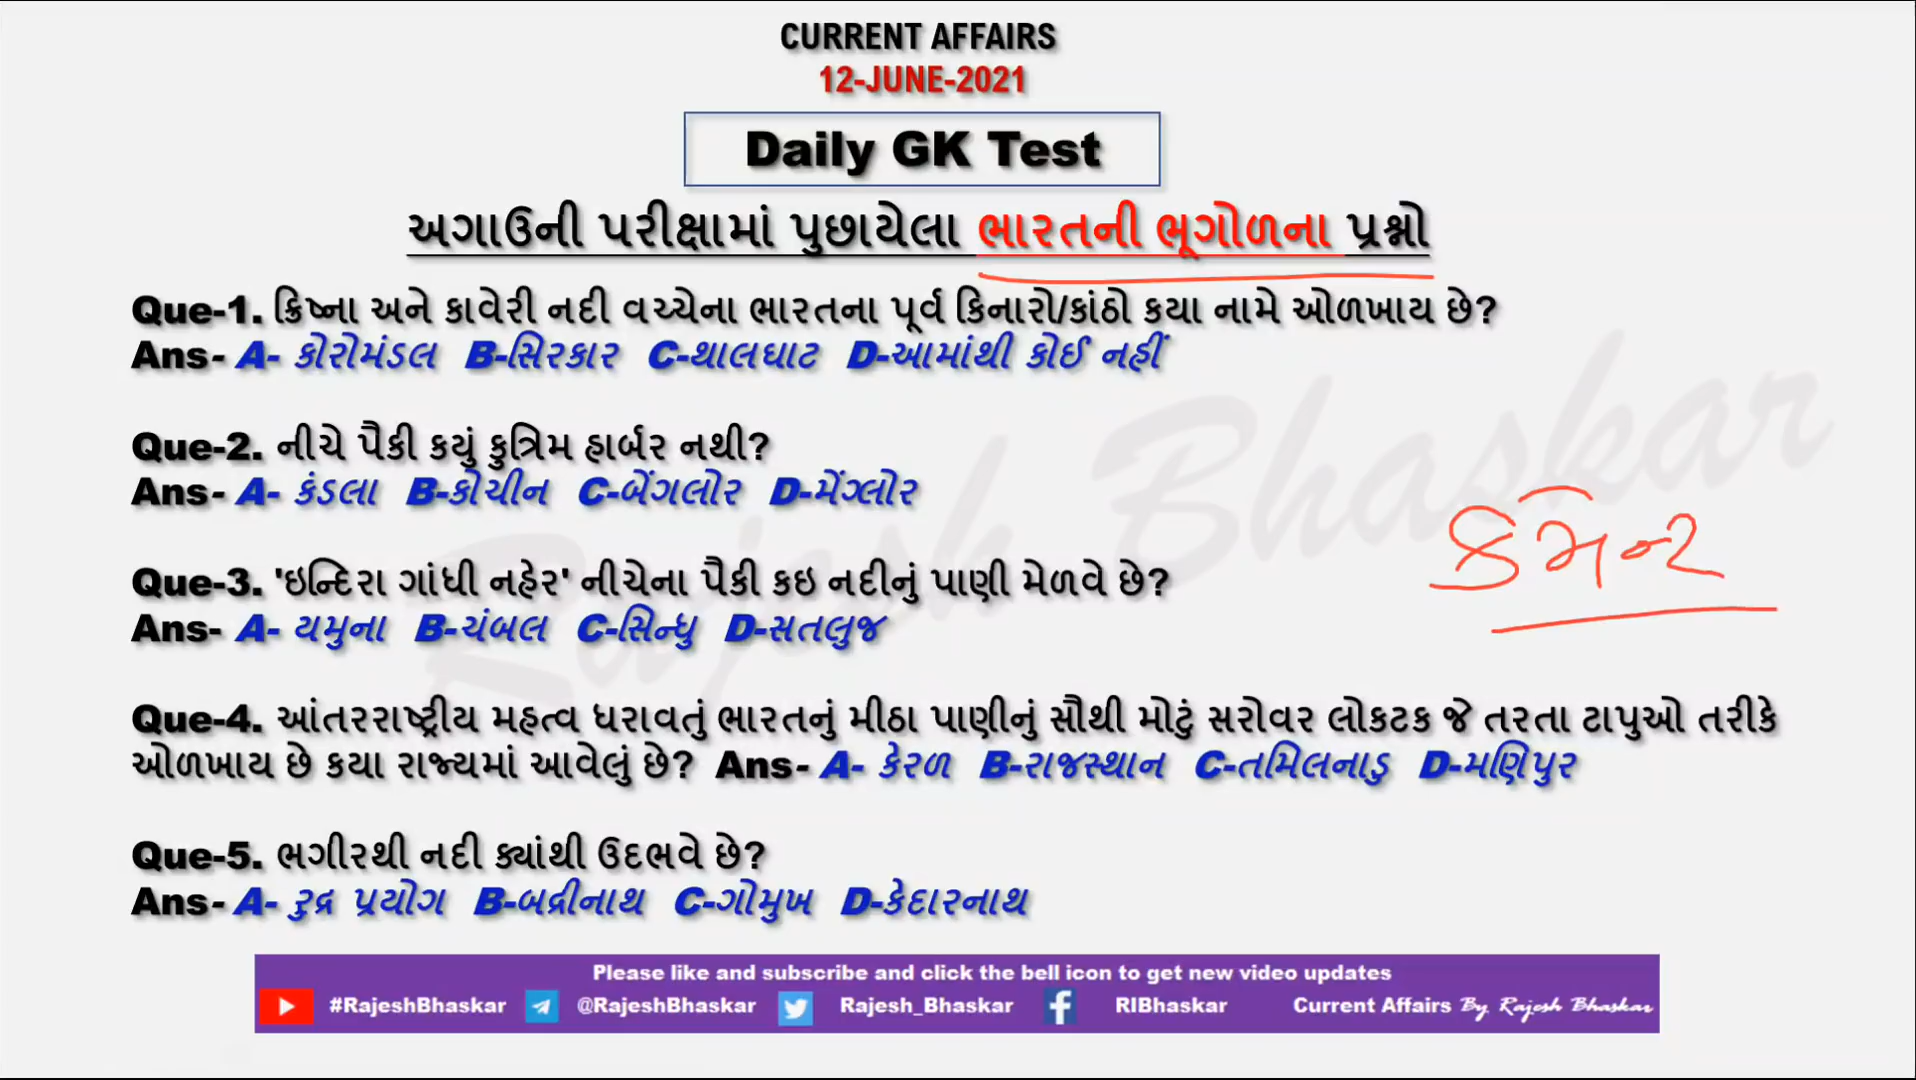 CURRENT AFFAIRS
12-JUNE-2021
Daily GK Test
અગાઉની પરીક્ષામાં પુછાયેલા ભારતની ભૂગોળના પ્રશ્નો
Que-1. ક્રિષ્ના અને કાવેરી નદી વચ્ચેના ભારતના પૂર્વ કિનારો/કાંઠો કયા નામે ઓળખાય છે?
Ans- A- કોરોમંડલ B-સિરકાર C-થાલઘાટ D-આમાંથી કોઈ નહીં
Que-2. નીચે પૈકી કયું કુત્રિમ હાર્બર નથી?
Ans- A- કંડલા B-કોચીન C-બેંગલોર D-મેંગ્લોર
Que-3. 'ઇન્દિરા ગાંધી નહેર' નીચેના પૈકી કઇ નદીનું પાણી મેળવે છે?
Ans- A- યમુના B-ચંબલ C-સિન્ધુ D-સતલુજ
Que-4. આંતરરાષ્ટ્રીય મહત્વ ધરાવતું ભારતનું મીઠા પાણીનું સૌથી મોટું સરોવર લોકટક જે તરતા ટાપુઓ તરીકે
ઓળખાય છે કયા રાજ્યમાં આવેલું છે? Ans- A- કેરળ B-રાજસ્થાન C-તમિલનાડુ D-મણિપુર
Que-5. ભગીરથી નદી ક્યાંથી ઉદભવે છે?
Ans- A- રુદ્ર પ્રયોગ B-બદ્રીનાથ C-ગોમુખ D-કેદારનાથ
Rajesh Bhaskar
Please like and subscribe and click the bell icon to get new video updates
#RajeshBhaskar @RajeshBhaskar Rajesh_Bhaskar RIBhaskar Current Affairs By Rajesh Bhaskar